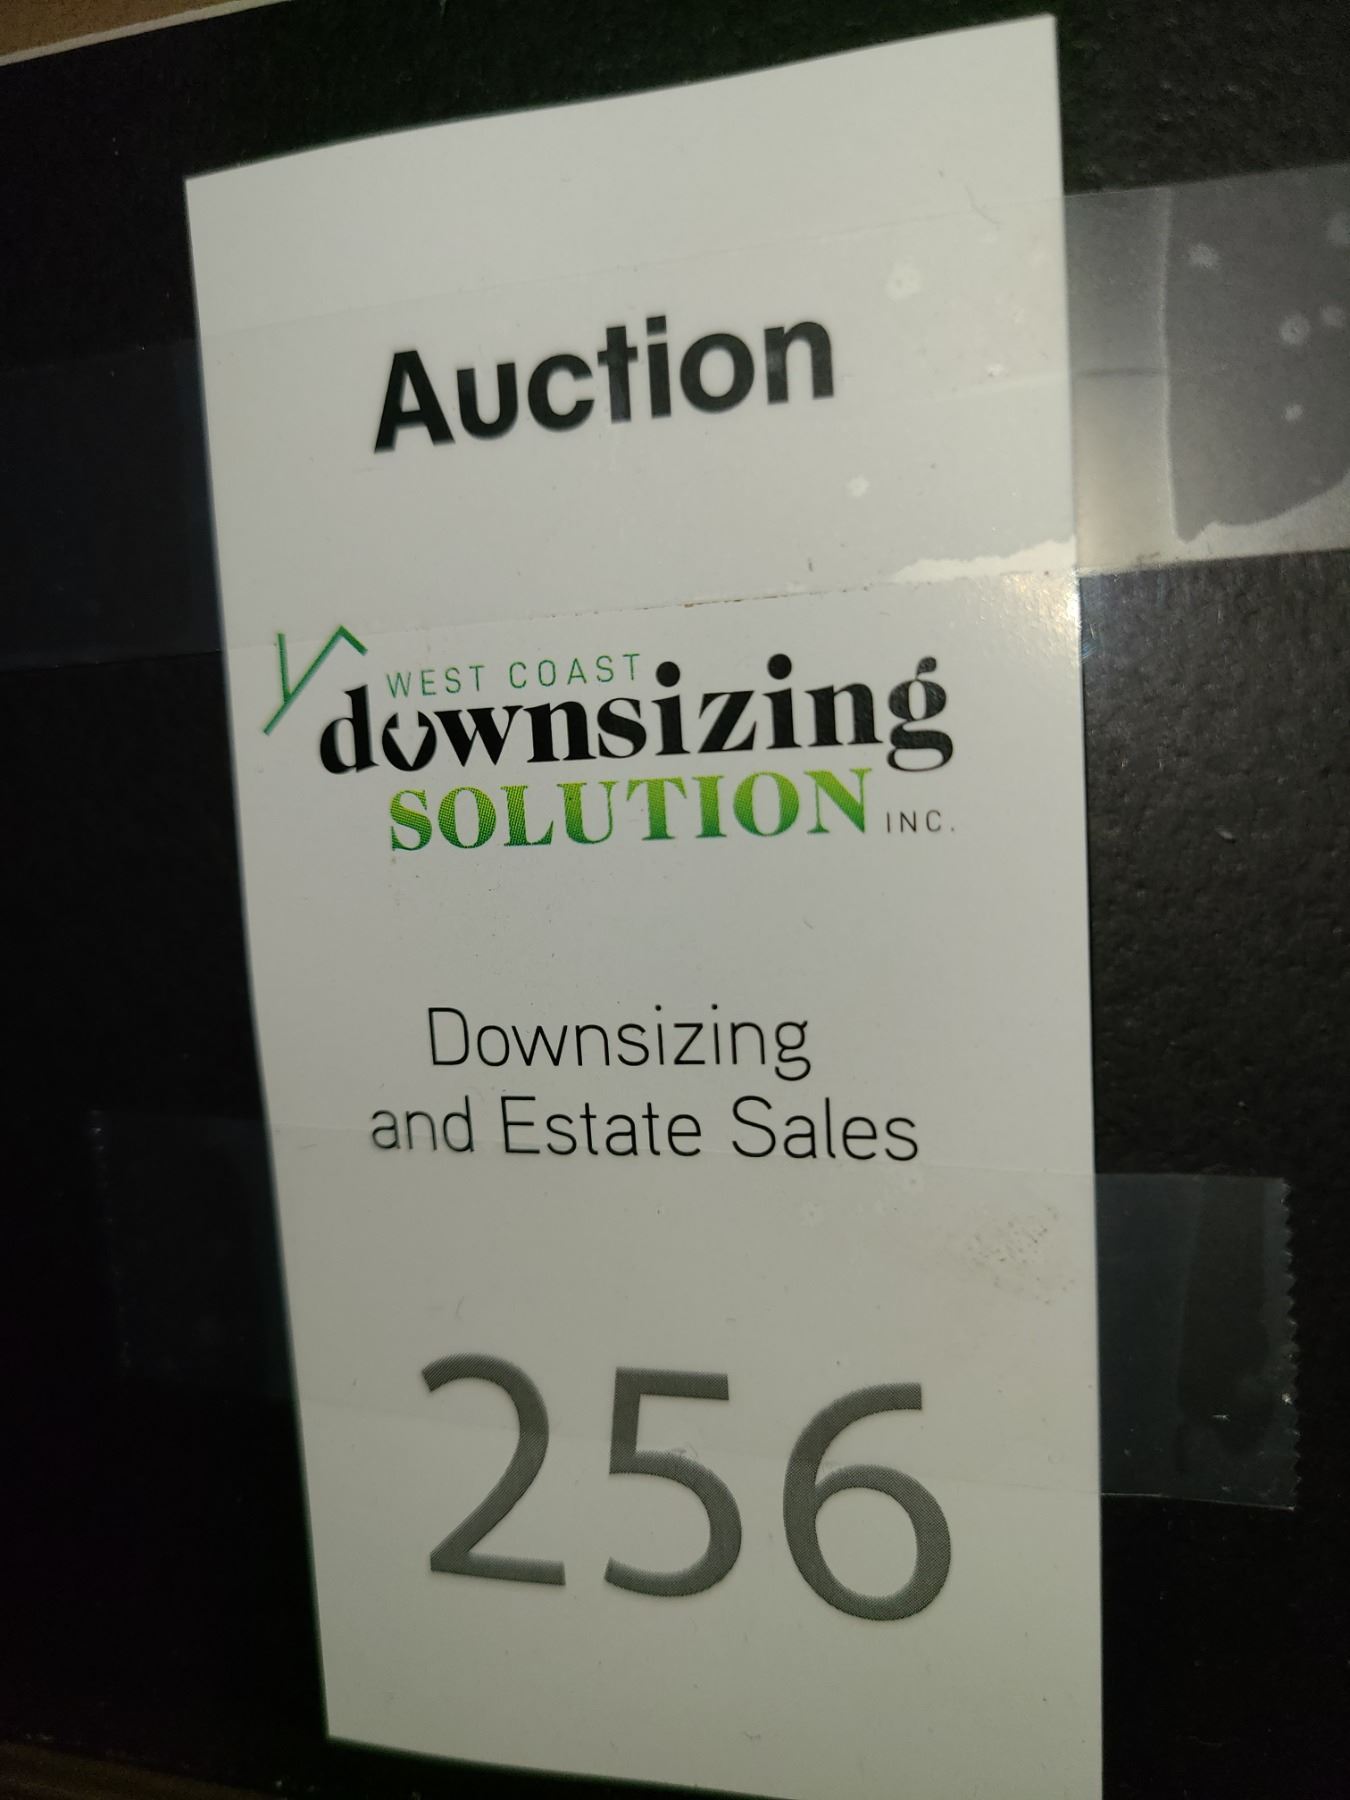 Auction
WEST COAST
downsizing
SOLUTION INC.
Downsizing
and Estate Sales
256